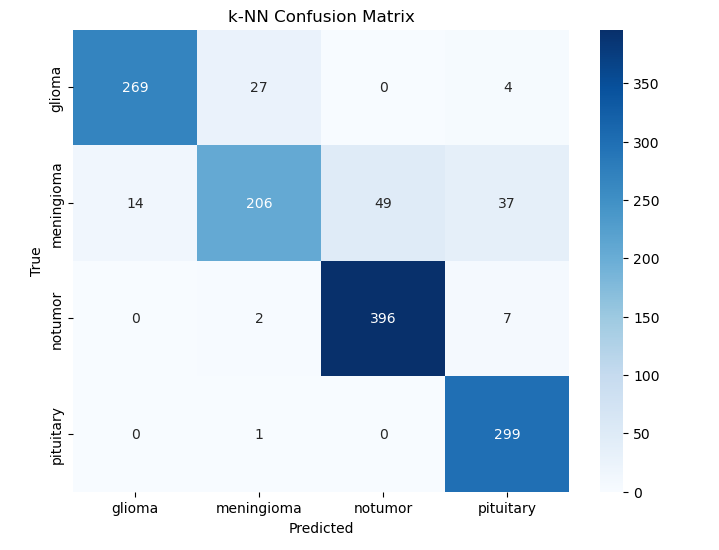 k-NN Confusion Matrix
glioma 269 27 0 4
meningioma 14 206 49 37
notumor 0 2 396 7
pituitary 0 1 0 299
True
glioma meningioma notumor pituitary
Predicted
350
300
250
200
150
100
50
0